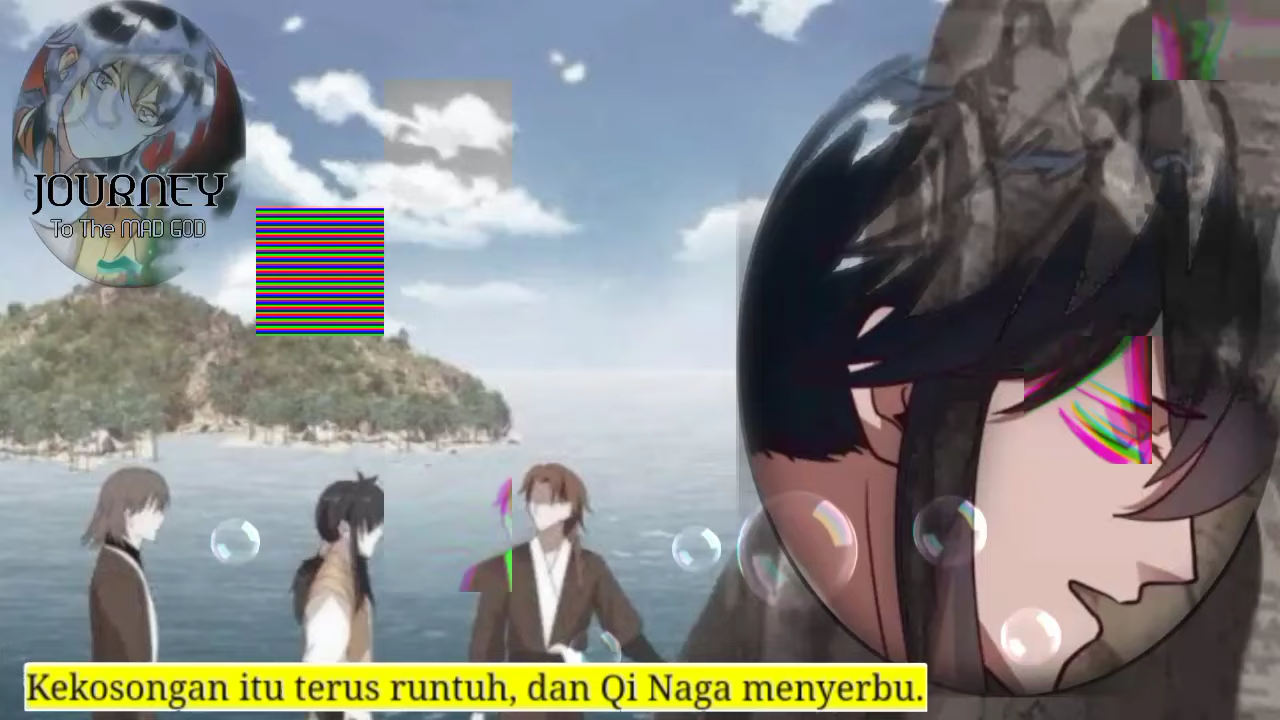 JOURNEY
To The MAD GOD
Kekosongan itu terus runtuh, dan Qi Naga menyerbu.